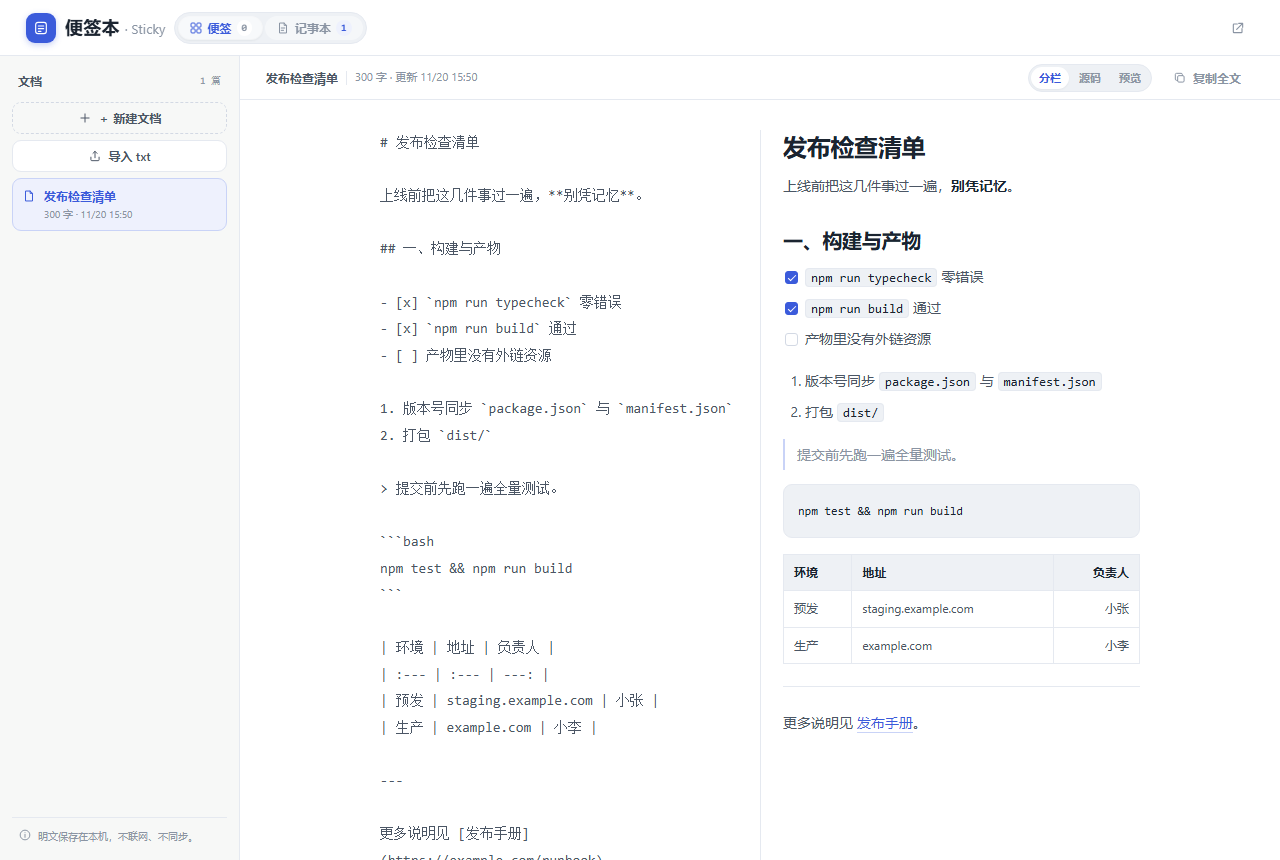 便签本 · Sticky
便签 0
记事本 1
文档
1 篇
+ 新建文档
导入 txt
发布检查清单
300 字 · 11/20 15:50
明文保存在本机，不联网、不同步。
发布检查清单
300 字 · 更新 11/20 15:50
分栏
源码
预览
复制全文
# 发布检查清单
上线前把这几件事过一遍，**别凭记忆**。
## 一、构建与产物
- [x] `npm run typecheck` 零错误
- [x] `npm run build` 通过
- [ ] 产物里没有外链资源
1. 版本号同步 `package.json` 与 `manifest.json`
2. 打包 `dist/`
> 提交前先跑一遍全量测试。
```bash
npm test && npm run build
```
| 环境 | 地址 | 负责人 |
| :--- | :--- | ---: |
| 预发 | staging.example.com | 小张 |
| 生产 | example.com | 小李 |
---
更多说明见 [发布手册]
发布检查清单
上线前把这几件事过一遍，别凭记忆。
一、构建与产物
npm run typecheck 零错误
npm run build 通过
产物里没有外链资源
1. 版本号同步 package.json 与 manifest.json
2. 打包 dist/
提交前先跑一遍全量测试。
npm test && npm run build
环境 地址 负责人
预发 staging.example.com 小张
生产 example.com 小李
更多说明见 发布手册。